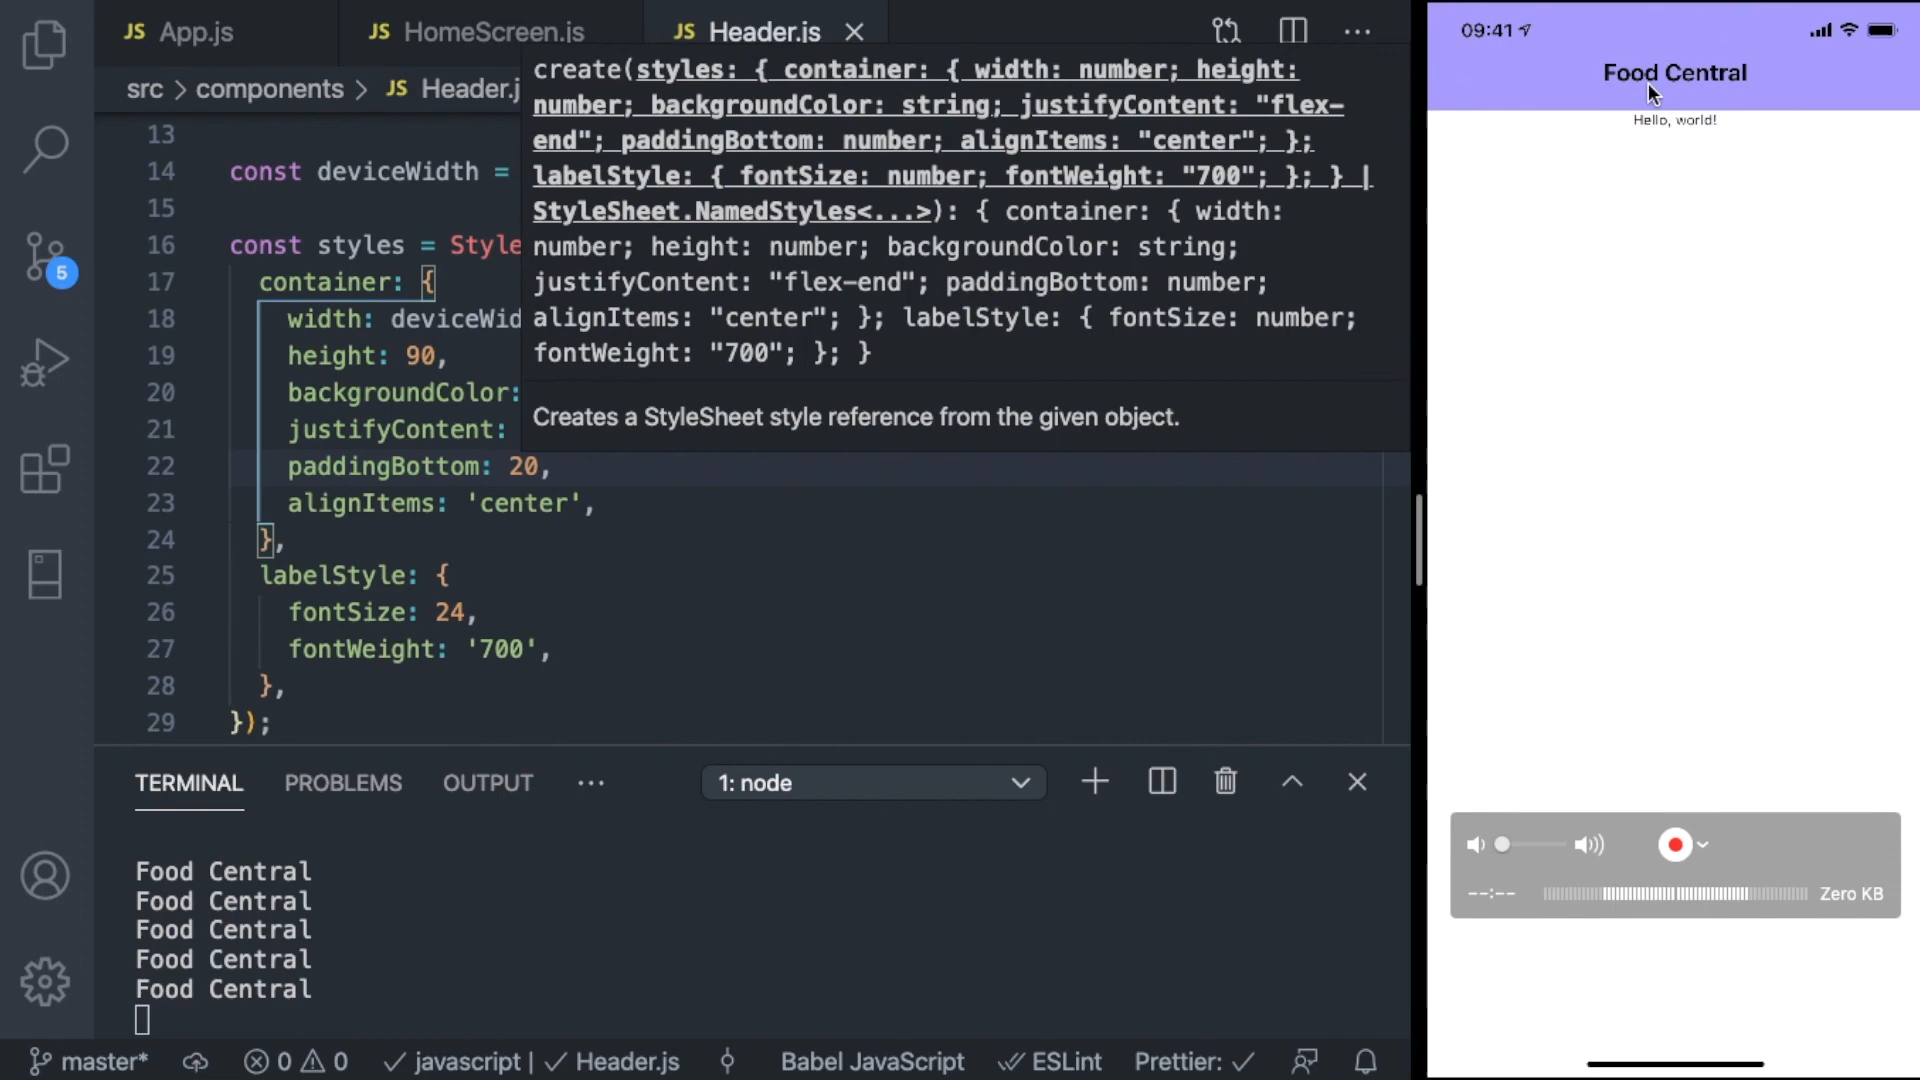 JS App.js
JS HomeScreen.js
JS Header.js
src > components > JS Header.j
create(styles: { container: { width: number; height:
number; backgroundColor: string; justifyContent: "flex-
end"; paddingBottom: number; alignItems: "center"; };
labelStyle: { fontSize: number; fontWeight: "700"; }; } |
StyleSheet.NamedStyles<...>): { container: { width:
number; height: number; backgroundColor: string;
justifyContent: "flex-end"; paddingBottom: number;
alignItems: "center"; }; labelStyle: { fontSize: number;
fontWeight: "700"; }; }
Creates a StyleSheet style reference from the given object.
13
14 const deviceWidth =
15
16 const styles = Style
17 container: {
18 width: deviceWid
19 height: 90,
20 backgroundColor:
21 justifyContent:
22 paddingBottom: 20,
23 alignItems: 'center',
24 },
25 labelStyle: {
26 fontSize: 24,
27 fontWeight: '700',
28 },
29 });
5
TERMINAL PROBLEMS OUTPUT ··· 1: node
Food Central
Food Central
Food Central
Food Central
Food Central
master* 0 0 javascript | Header.js Babel JavaScript ESLint Prettier:
09:41
Food Central
Hello, world!
--:-- Zero KB